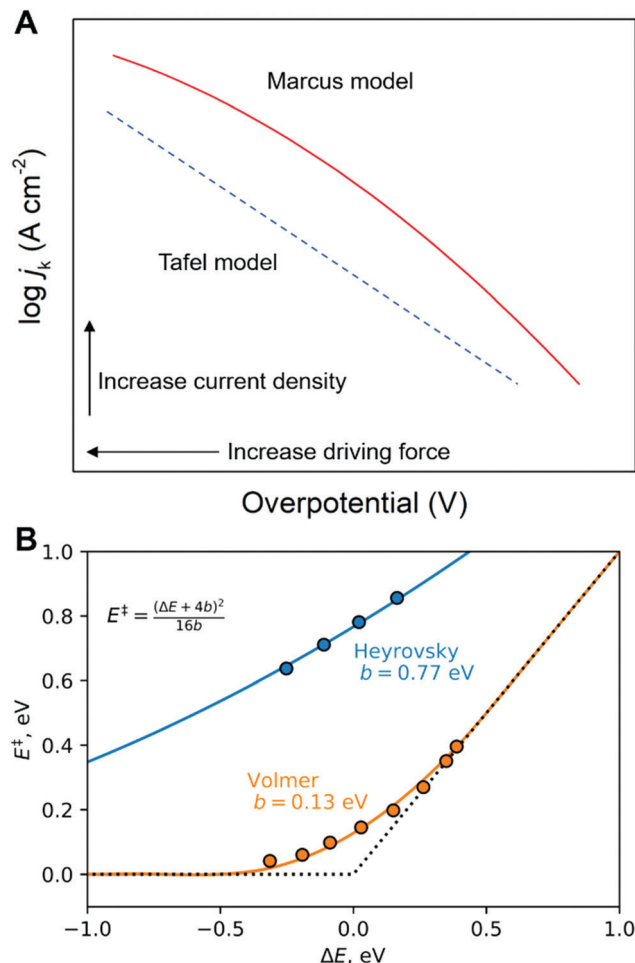 A
Marcus model
Tafel model
Increase current density
Increase driving force
log jk (A cm-2)
Overpotential (V)
B
E‡ = (ΔE + 4b)2 / 16b
Heyrovsky
b = 0.77 eV
Volmer
b = 0.13 eV
1.0
0.8
0.6
0.4
0.2
0.0
E‡, eV
−1.0 −0.5 0.0 0.5 1.0
ΔE, eV